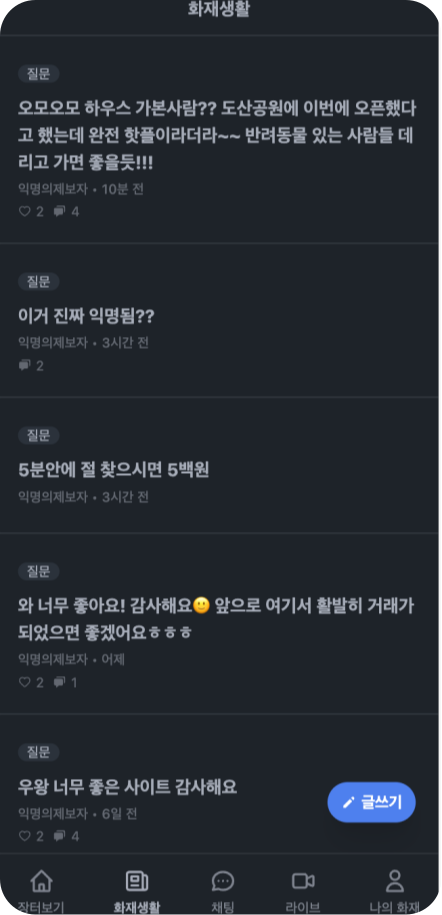 화재생활
질문
오모오모 하우스 가본사람?? 도산공원에 이번에 오픈했다
고 했는데 완전 핫플이라더라~~ 반려동물 있는 사람들 데
리고 가면 좋을듯!!!
익명의제보자 • 10분 전
2 4
질문
이거 진짜 익명됨??
익명의제보자 • 3시간 전
2
질문
5분안에 절 찾으시면 5백원
익명의제보자 • 3시간 전
질문
와 너무 좋아요! 감사해요🙂 앞으로 여기서 활발히 거래가
되었으면 좋겠어요ㅎㅎㅎ
익명의제보자 • 어제
2 1
질문
우왕 너무 좋은 사이트 감사해요
익명의제보자 • 6일 전
2 4
글쓰기
장터보기 화재생활 채팅 라이브 나의 화재